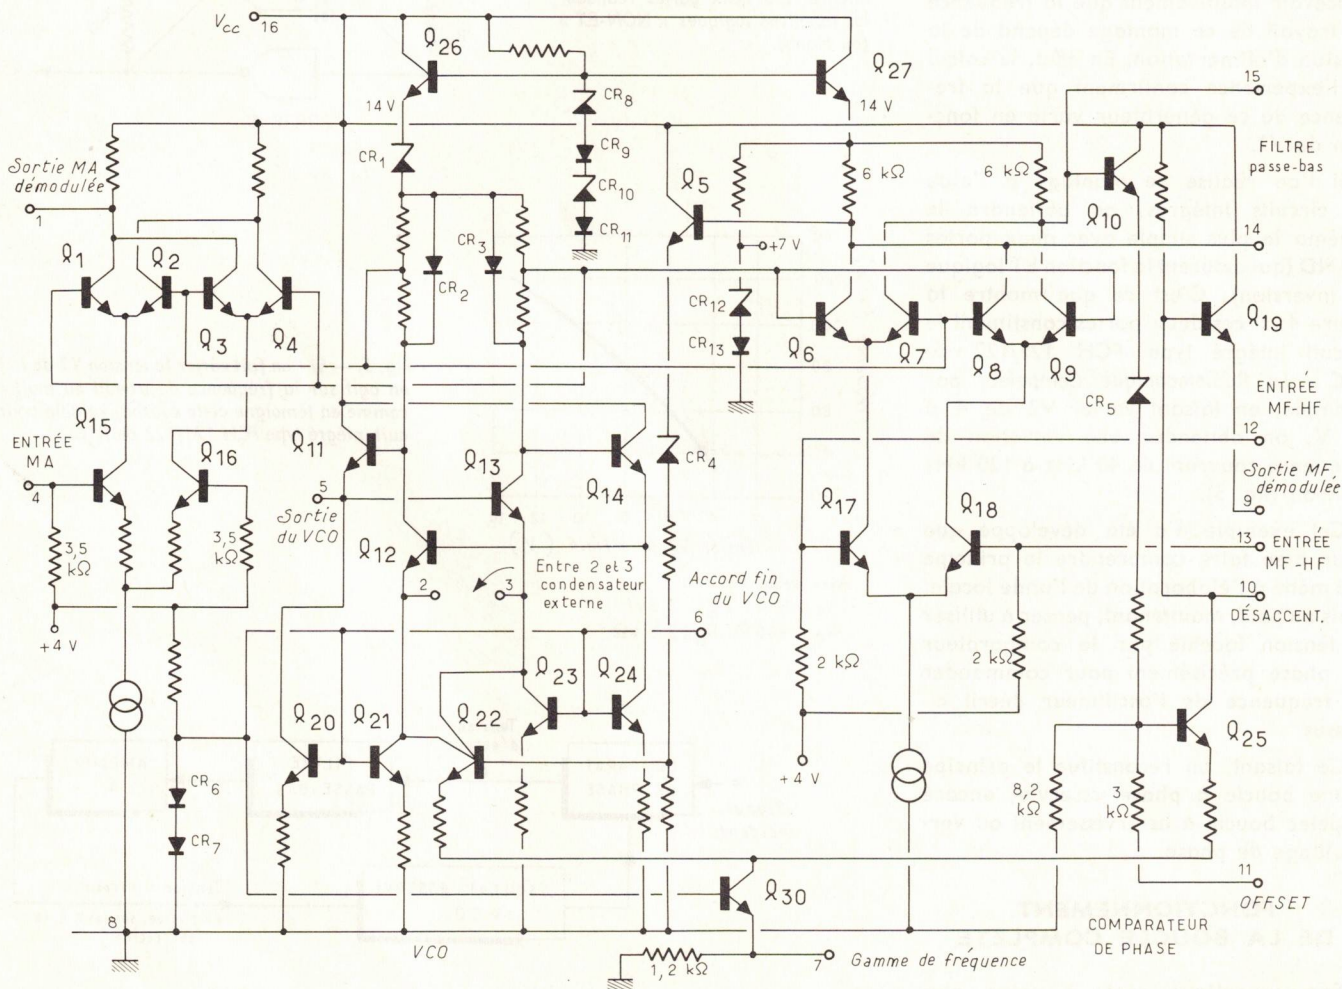 Vcc
16
Q26
Q27
15
14 V
14 V
CR8
CR9
CR10
CR11
CR1
Sortie MA
démodulée
1
6 kΩ
6 kΩ
Q5
Q10
FILTRE
passe-bas
14
+7 V
Q1
Q2
Q3
Q4
CR3
CR2
CR12
CR13
Q6
Q7
Q8
Q9
Q19
CR5
ENTRÉE
MF-HF
12
Q15
ENTRÉE
MA
4
Q16
Q11
Q13
Q14
CR4
5
Sortie
du VCO
Q12
Q17
Q18
Sortie MF,
démodulée
9
13
ENTRÉE
MF-HF
3,5
kΩ
3,5
kΩ
2
3
Entre 2 et 3
condensateur
externe
Accord fin
du VCO
6
10
DÉSACCENT.
+4 V
2 kΩ
2 kΩ
Q23
Q24
Q20
Q21
Q22
Q25
+4 V
CR6
CR7
8,2
kΩ
3
kΩ
Q30
11
OFFSET
8
VCO
COMPARATEUR
DE PHASE
1,2 kΩ
7
Gamme de fréquence